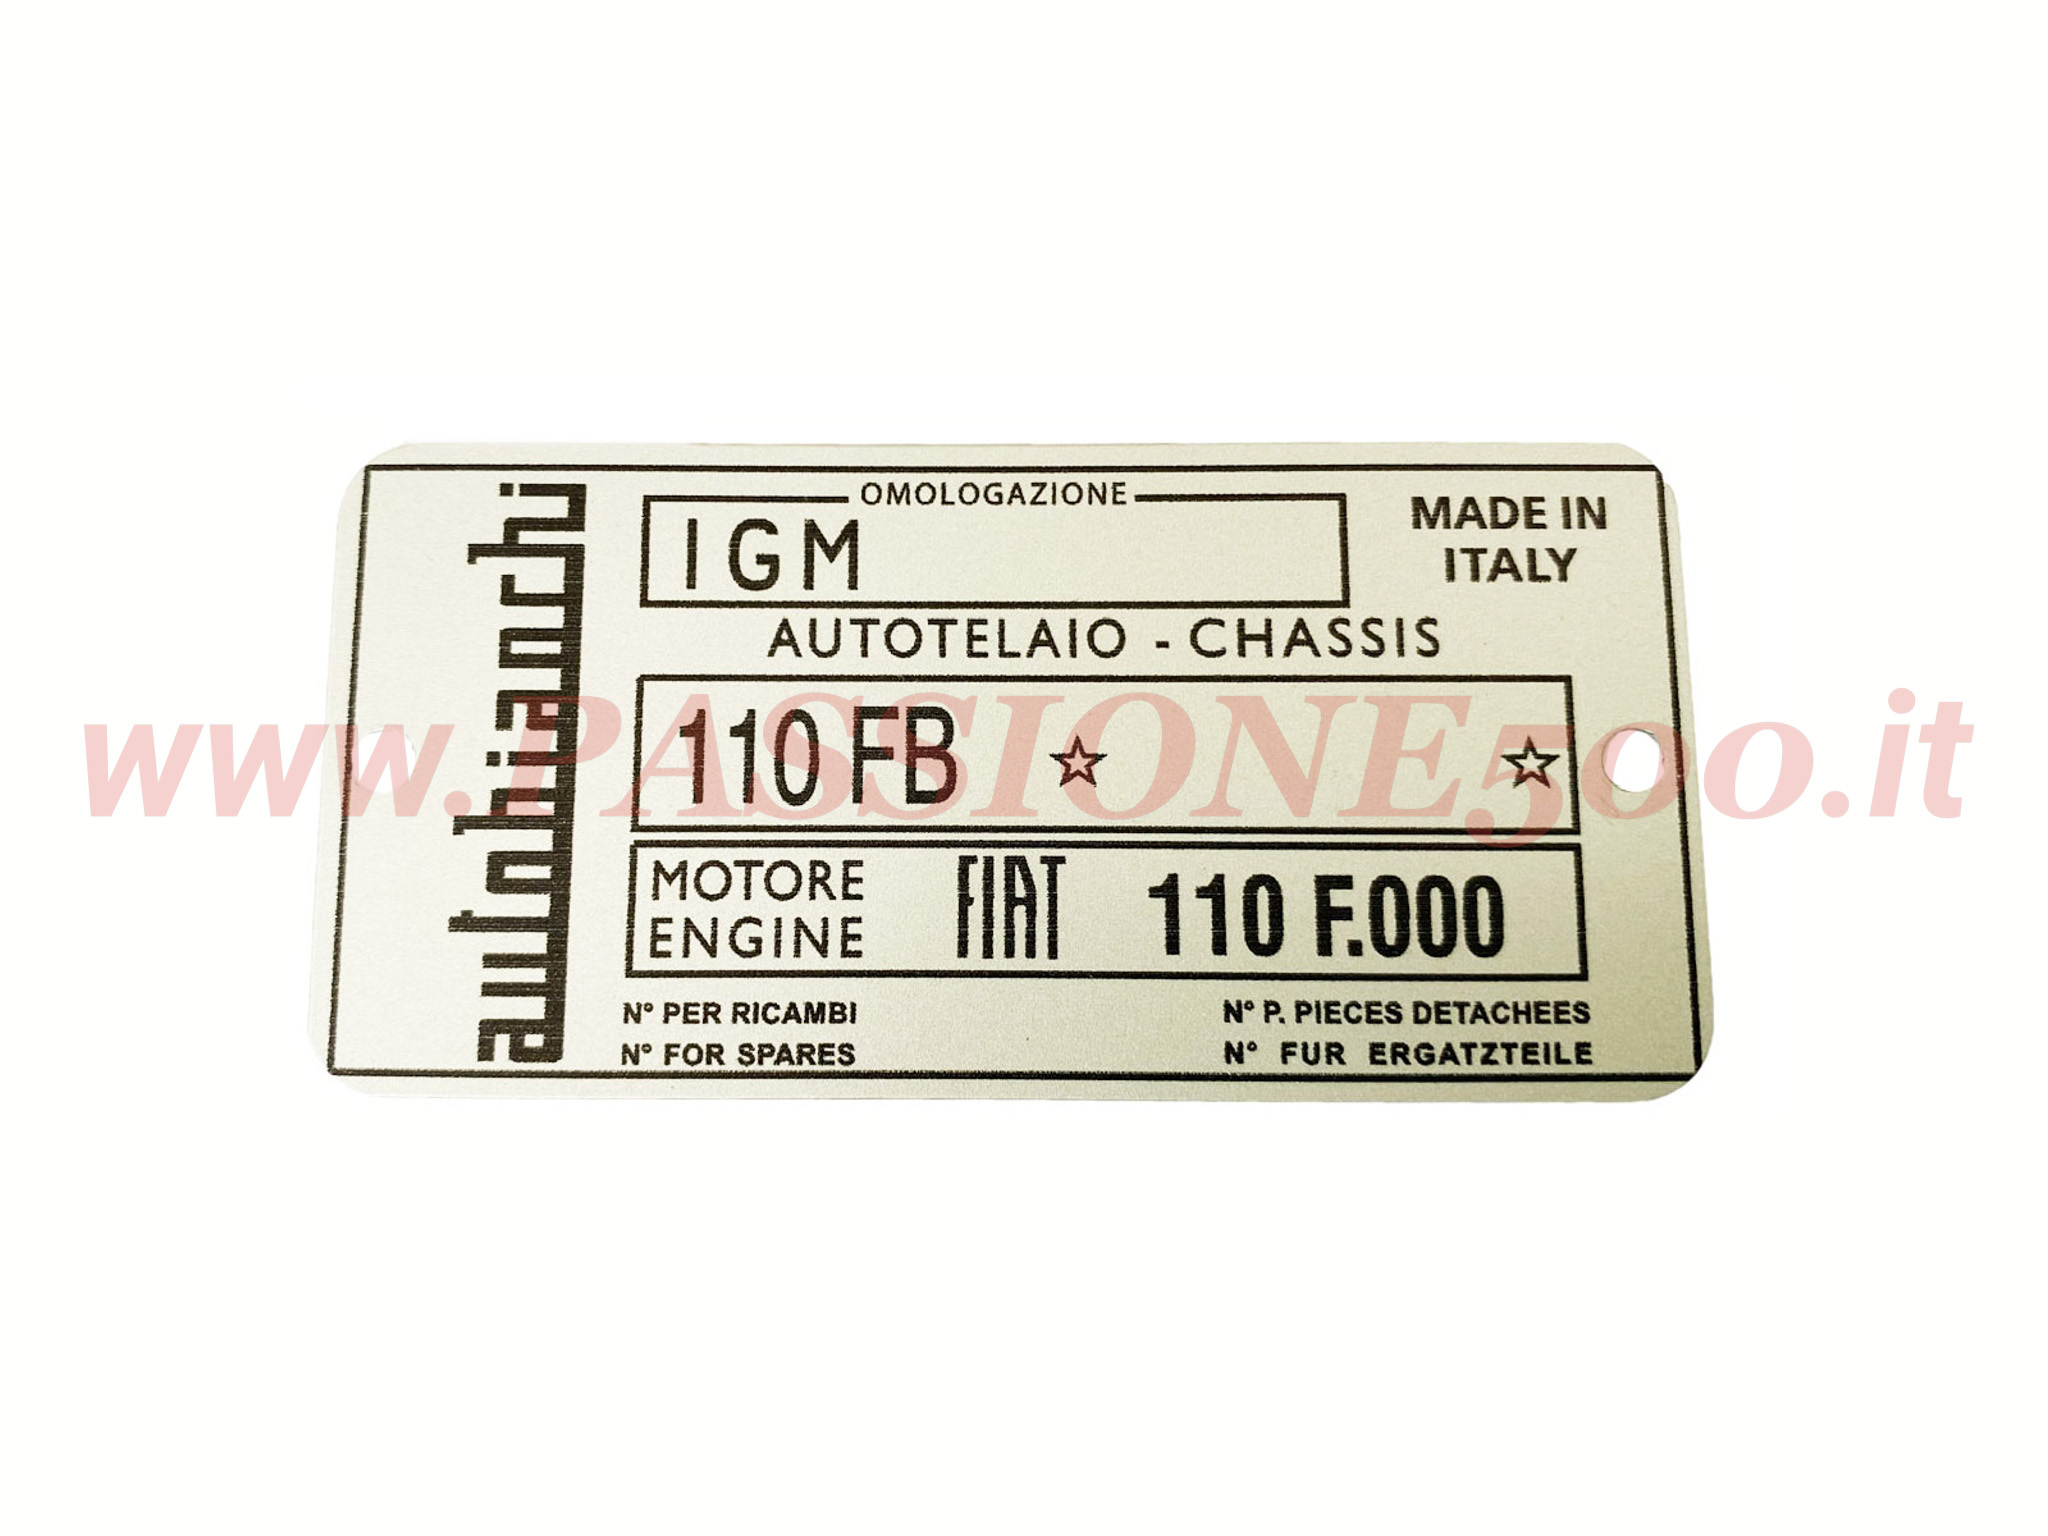 autobianchi
OMOLOGAZIONE
IGM
MADE IN
ITALY
AUTOTELAIO - CHASSIS
110 FB ☆ ☆
www.PASSIONE500.it
MOTORE
ENGINE
FIAT 110 F.000
N° PER RICAMBI
N° FOR SPARES
N° P. PIECES DETACHEES
N° FUR ERGATZTEILE